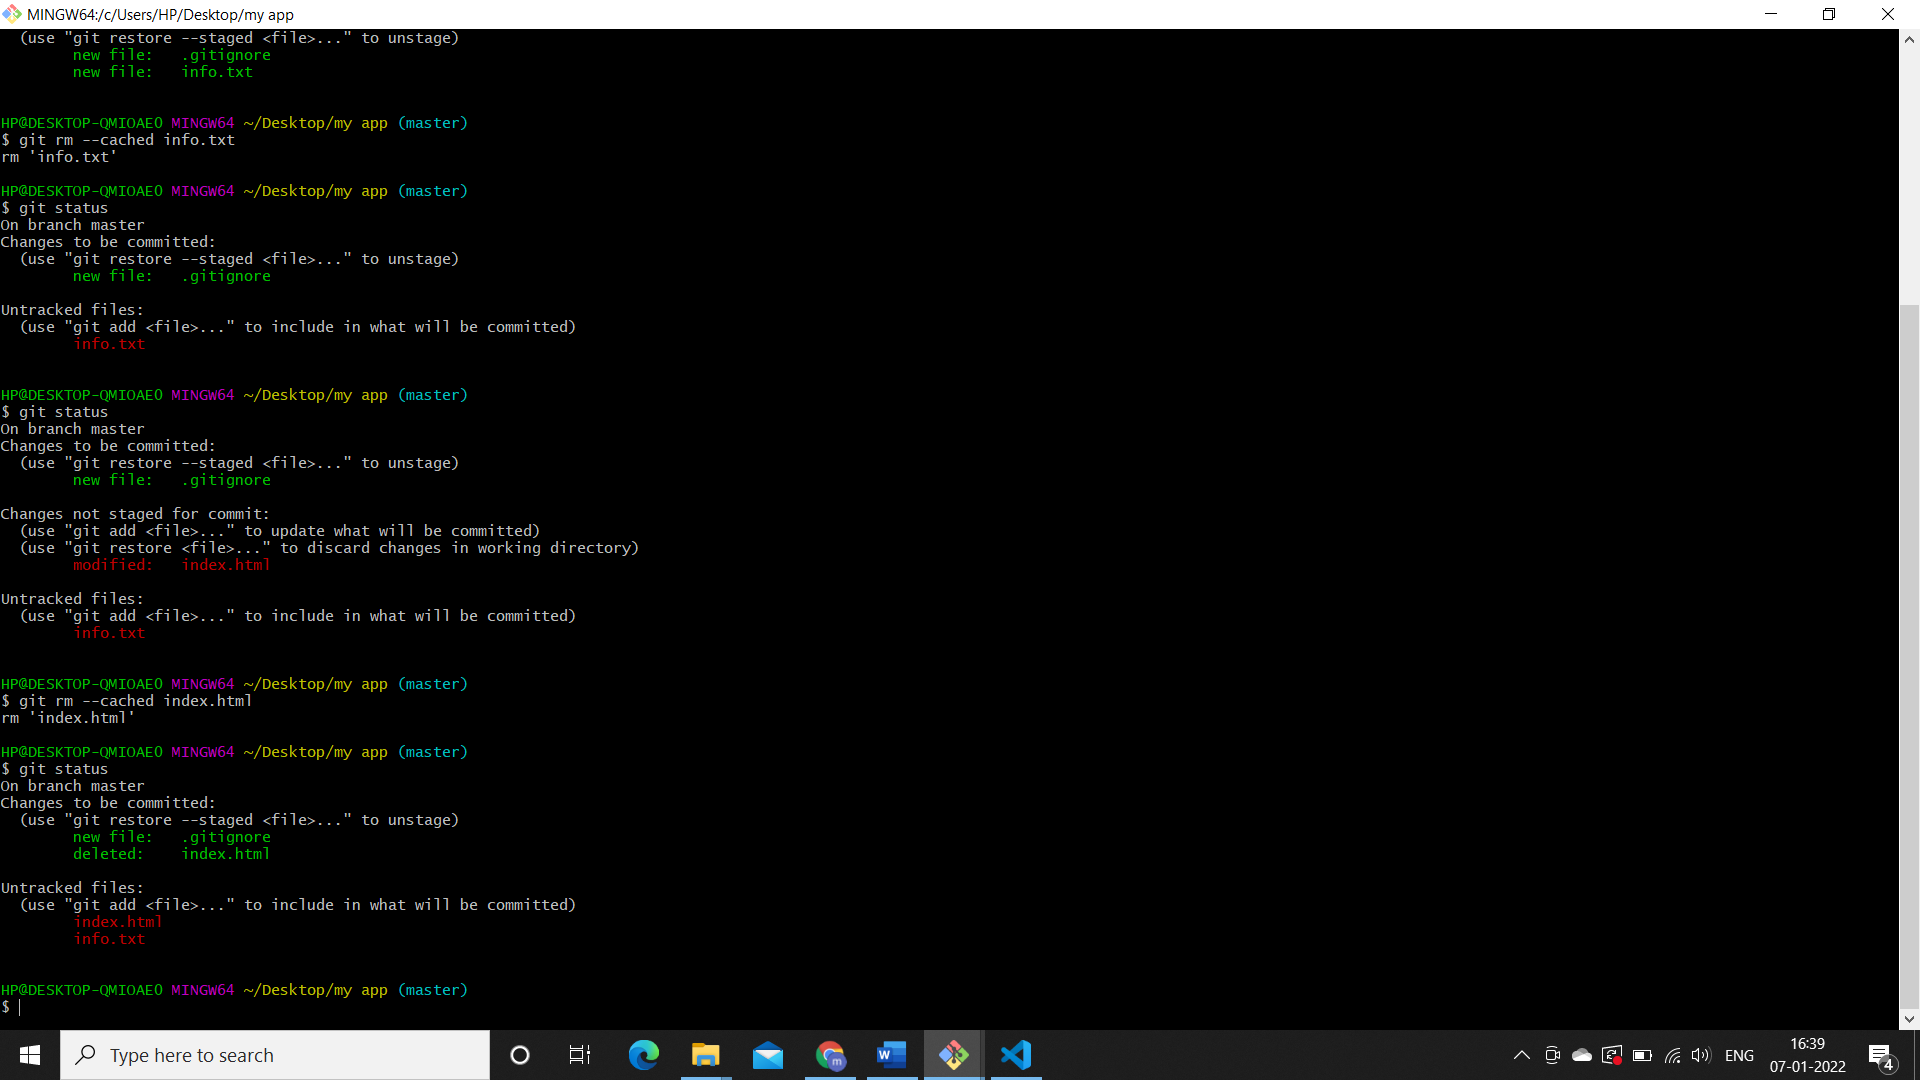 MINGW64:/c/Users/HP/Desktop/my app
(use "git restore --staged <file>..." to unstage)
new file:   .gitignore
new file:   info.txt
HP@DESKTOP-QMIOAEO MINGW64 ~/Desktop/my app (master)
$ git rm --cached info.txt
rm 'info.txt'
HP@DESKTOP-QMIOAEO MINGW64 ~/Desktop/my app (master)
$ git status
On branch master
Changes to be committed:
(use "git restore --staged <file>..." to unstage)
new file:   .gitignore
Untracked files:
(use "git add <file>..." to include in what will be committed)
info.txt
HP@DESKTOP-QMIOAEO MINGW64 ~/Desktop/my app (master)
$ git status
On branch master
Changes to be committed:
(use "git restore --staged <file>..." to unstage)
new file:   .gitignore
Changes not staged for commit:
(use "git add <file>..." to update what will be committed)
(use "git restore <file>..." to discard changes in working directory)
modified:   index.html
Untracked files:
(use "git add <file>..." to include in what will be committed)
info.txt
HP@DESKTOP-QMIOAEO MINGW64 ~/Desktop/my app (master)
$ git rm --cached index.html
rm 'index.html'
HP@DESKTOP-QMIOAEO MINGW64 ~/Desktop/my app (master)
$ git status
On branch master
Changes to be committed:
(use "git restore --staged <file>..." to unstage)
new file:   .gitignore
deleted:    index.html
Untracked files:
(use "git add <file>..." to include in what will be committed)
index.html
info.txt
HP@DESKTOP-QMIOAEO MINGW64 ~/Desktop/my app (master)
$
Type here to search
m
W
ENG
16:39
07-01-2022
4